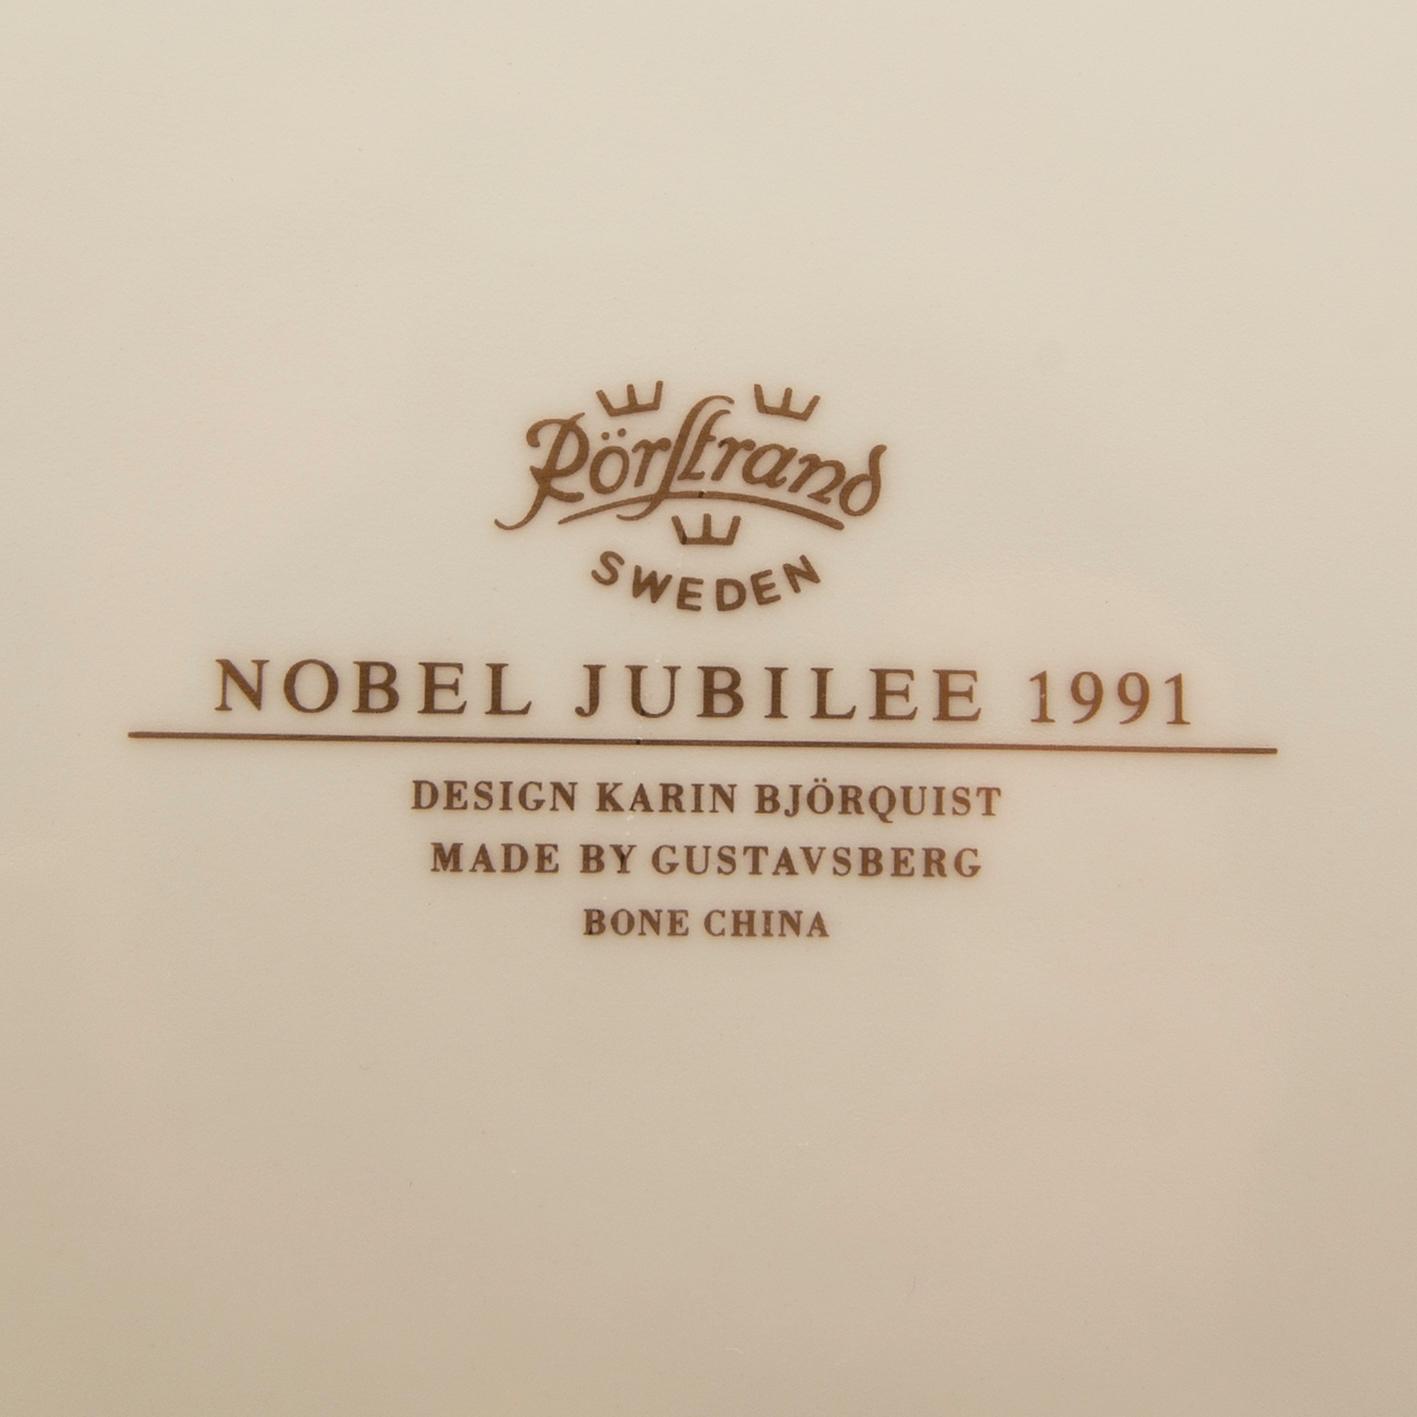 Rörstrand
SWEDEN
NOBEL JUBILEE 1991
DESIGN KARIN BJÖRQUIST
MADE BY GUSTAVSBERG
BONE CHINA